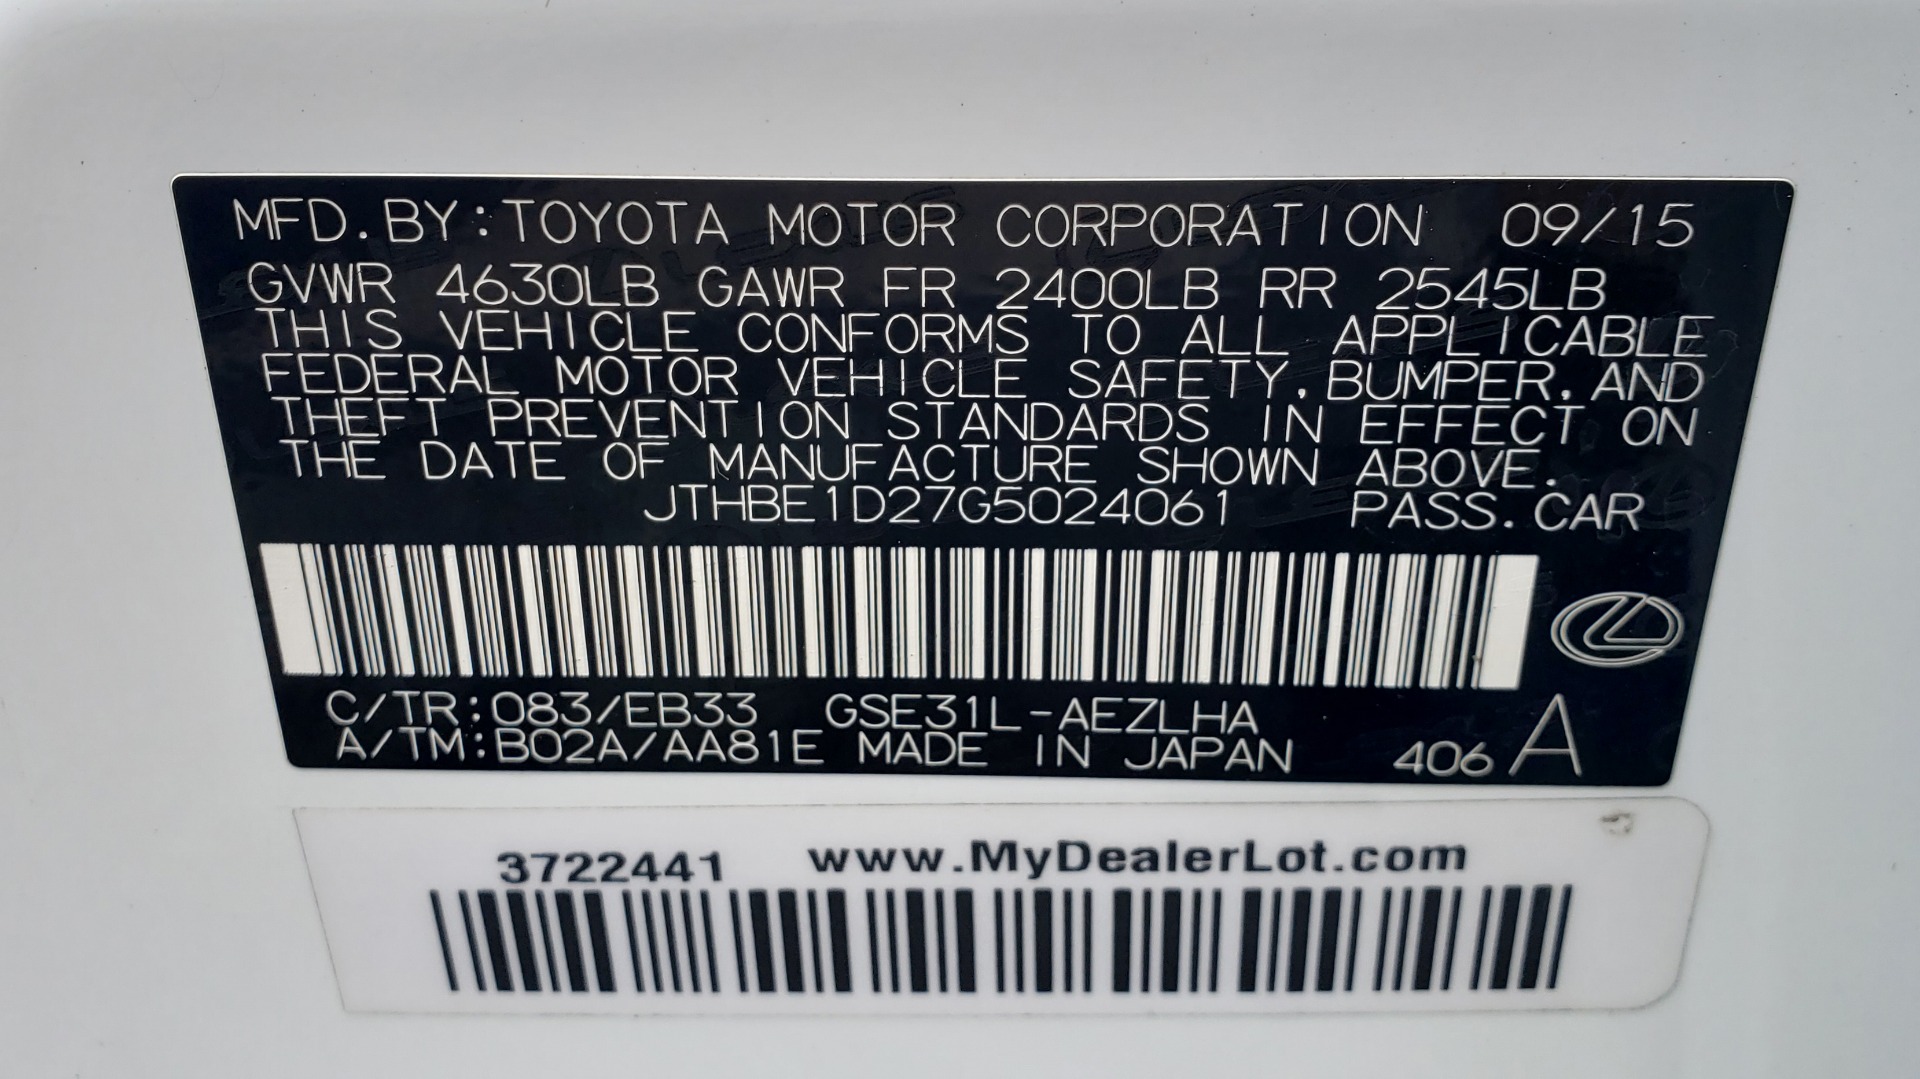 MFD. BY: TOYOTA MOTOR CORPORATION 09/15
GVWR 4630LB GAWR FR 2400LB RR 2545LB
THIS VEHICLE CONFORMS TO ALL APPLICABLE
FEDERAL MOTOR VEHICLE SAFETY, BUMPER, AND
THEFT PREVENTION STANDARDS IN EFFECT ON
THE DATE OF MANUFACTURE SHOWN ABOVE.
JTHBE1D27G5024061 PASS. CAR
C/TR: 083/EB33 GSE31L-AEZLHA
A/TM: B02A/AA81E MADE IN JAPAN 406 A
3722441 www.MyDealerLot.com